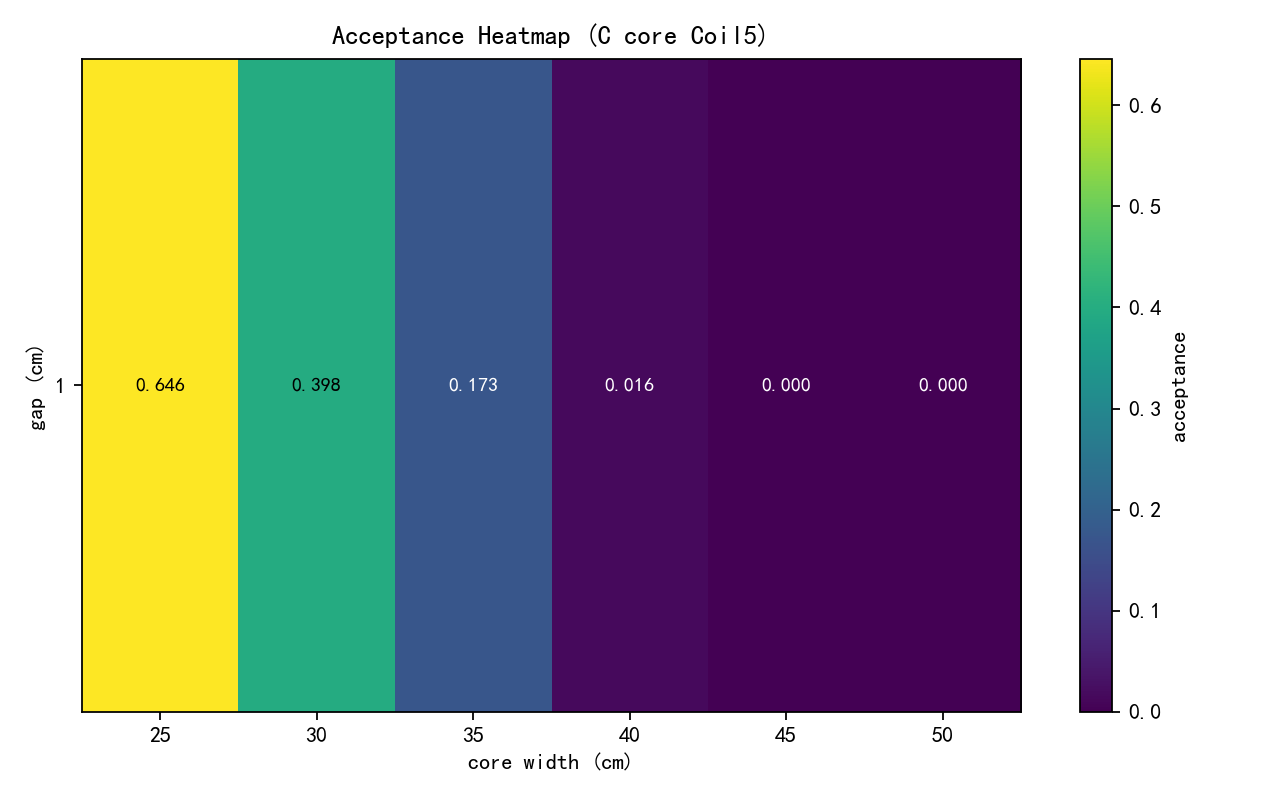 Acceptance Heatmap (C core Coil5)
gap (cm)
1
0.646 0.398 0.173 0.016 0.000 0.000
25 30 35 40 45 50
core width (cm)
0.6
0.5
0.4
0.3
0.2
0.1
0.0
acceptance